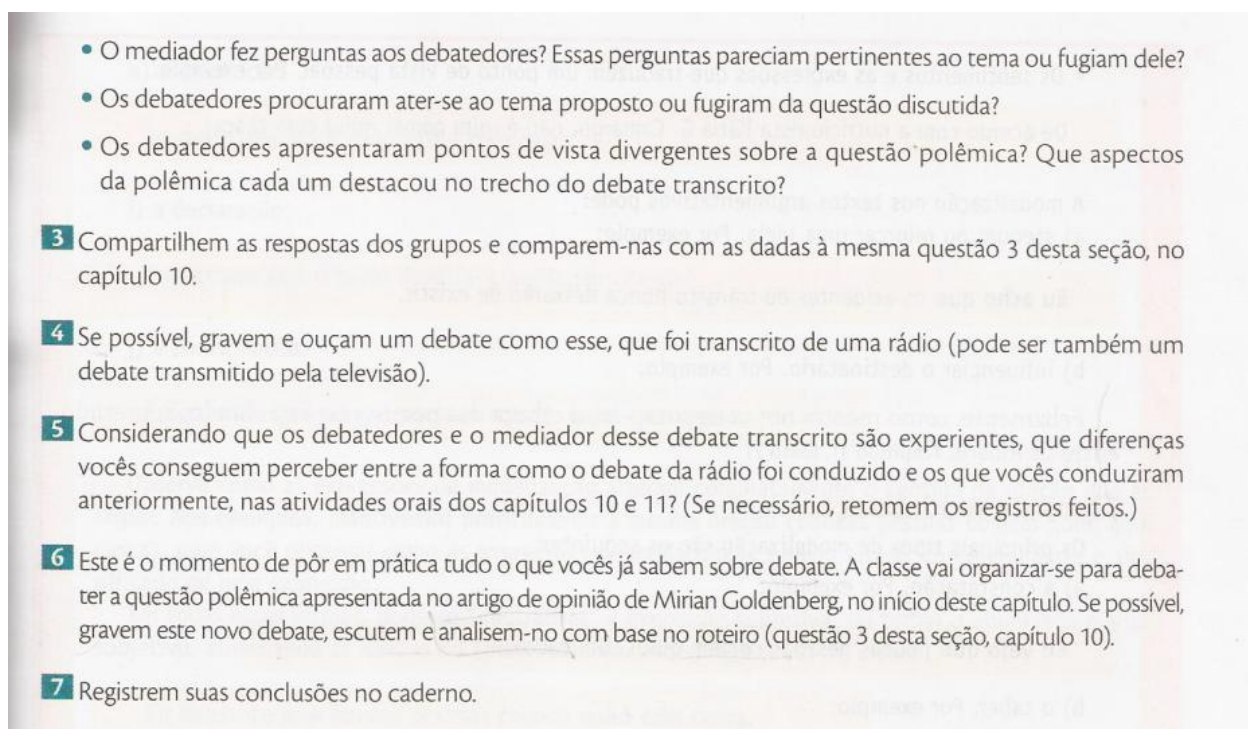 • O mediador fez perguntas aos debatedores? Essas perguntas pareciam pertinentes ao tema ou fugiam dele?
• Os debatedores procuraram ater-se ao tema proposto ou fugiram da questão discutida?
• Os debatedores apresentaram pontos de vista divergentes sobre a questão polêmica? Que aspectos
da polêmica cada um destacou no trecho do debate transcrito?
3 Compartilhem as respostas dos grupos e comparem-nas com as dadas à mesma questão 3 desta seção, no
capítulo 10.
4 Se possível, gravem e ouçam um debate como esse, que foi transcrito de uma rádio (pode ser também um
debate transmitido pela televisão).
5 Considerando que os debatedores e o mediador desse debate transcrito são experientes, que diferenças
vocês conseguem perceber entre a forma como o debate da rádio foi conduzido e os que vocês conduziram
anteriormente, nas atividades orais dos capítulos 10 e 11? (Se necessário, retomem os registros feitos.)
6 Este é o momento de pôr em prática tudo o que vocês já sabem sobre debate. A classe vai organizar-se para deba-
ter a questão polêmica apresentada no artigo de opinião de Mirian Goldenberg, no início deste capítulo. Se possível,
gravem este novo debate, escutem e analisem-no com base no roteiro (questão 3 desta seção, capítulo 10).
7 Registrem suas conclusões no caderno.